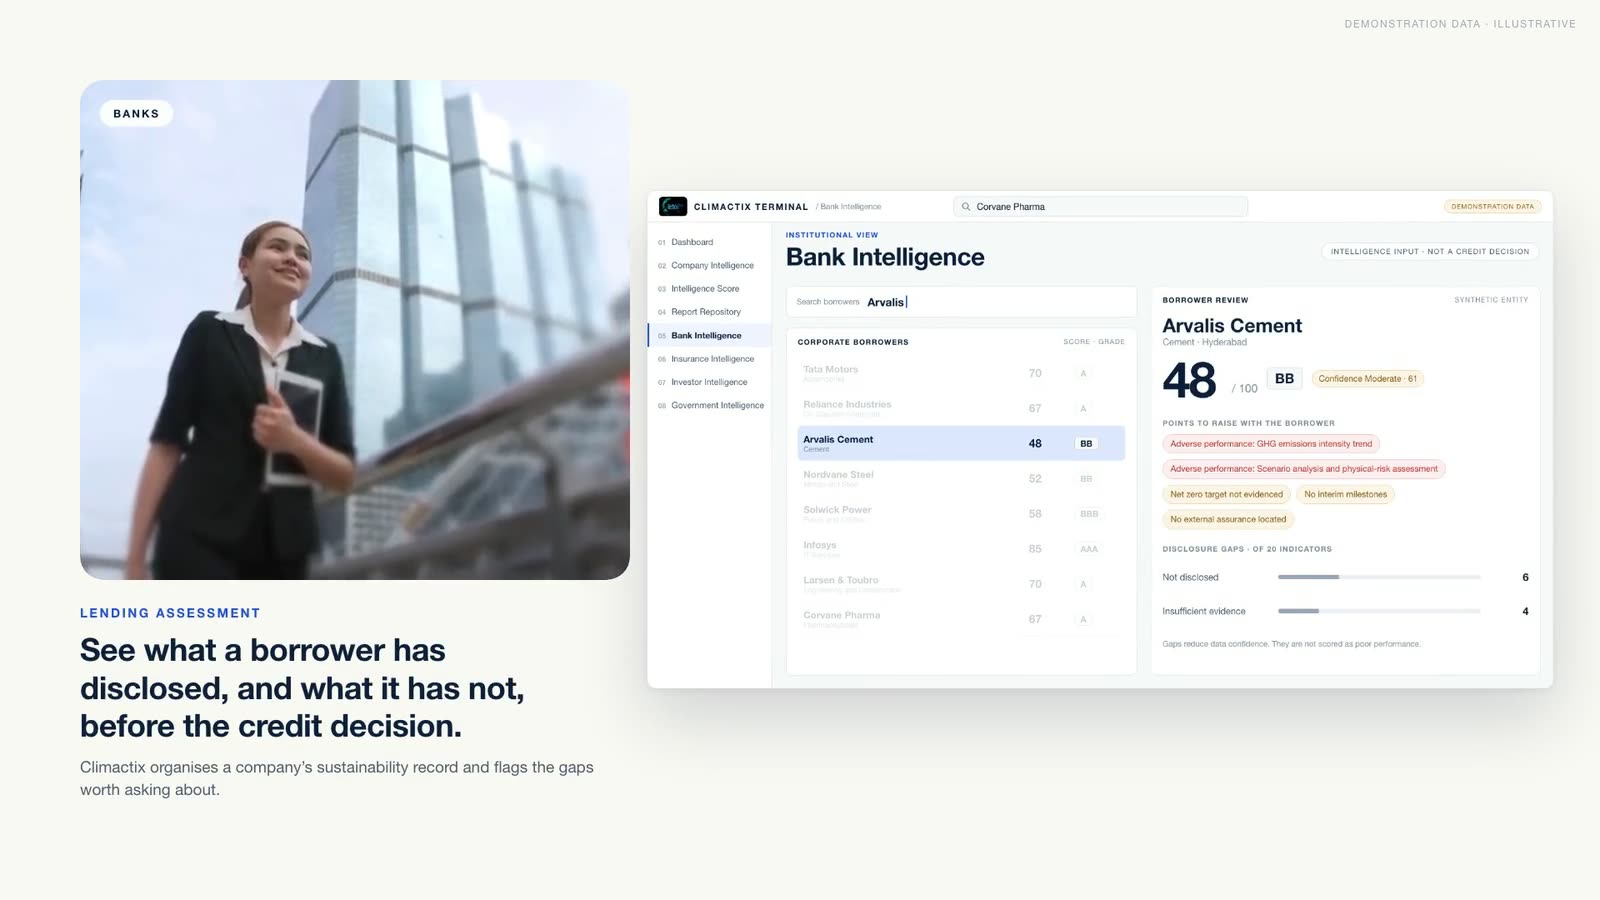 DEMONSTRATION DATA · ILLUSTRATIVE
BANKS
LENDING ASSESSMENT
See what a borrower has
disclosed, and what it has not,
before the credit decision.
Climactix organises a company's sustainability record and flags the gaps
worth asking about.
CLIMACTIX TERMINAL / Bank Intelligence
Corvane Pharma
DEMONSTRATION DATA
01 Dashboard
02 Company Intelligence
03 Intelligence Score
04 Report Repository
05 Bank Intelligence
06 Insurance Intelligence
07 Investor Intelligence
08 Government Intelligence
INSTITUTIONAL VIEW
Bank Intelligence
INTELLIGENCE INPUT · NOT A CREDIT DECISION
Search borrowers Arvalis
CORPORATE BORROWERS SCORE · GRADE
Tata Motors 70 A
Reliance Industries 67 A
Arvalis Cement 48 BB
Cement
Nordvane Steel 52 BB
Solwick Power 58 BBB
Infosys 85 AAA
Larsen & Toubro 70 A
Corvane Pharma 67 A
BORROWER REVIEW SYNTHETIC ENTITY
Arvalis Cement
Cement · Hyderabad
48 / 100 BB Confidence Moderate · 61
POINTS TO RAISE WITH THE BORROWER
Adverse performance: GHG emissions intensity trend
Adverse performance: Scenario analysis and physical-risk assessment
Net zero target not evidenced No interim milestones
No external assurance located
DISCLOSURE GAPS · OF 20 INDICATORS
Not disclosed 6
Insufficient evidence 4
Gaps reduce data confidence. They are not scored as poor performance.